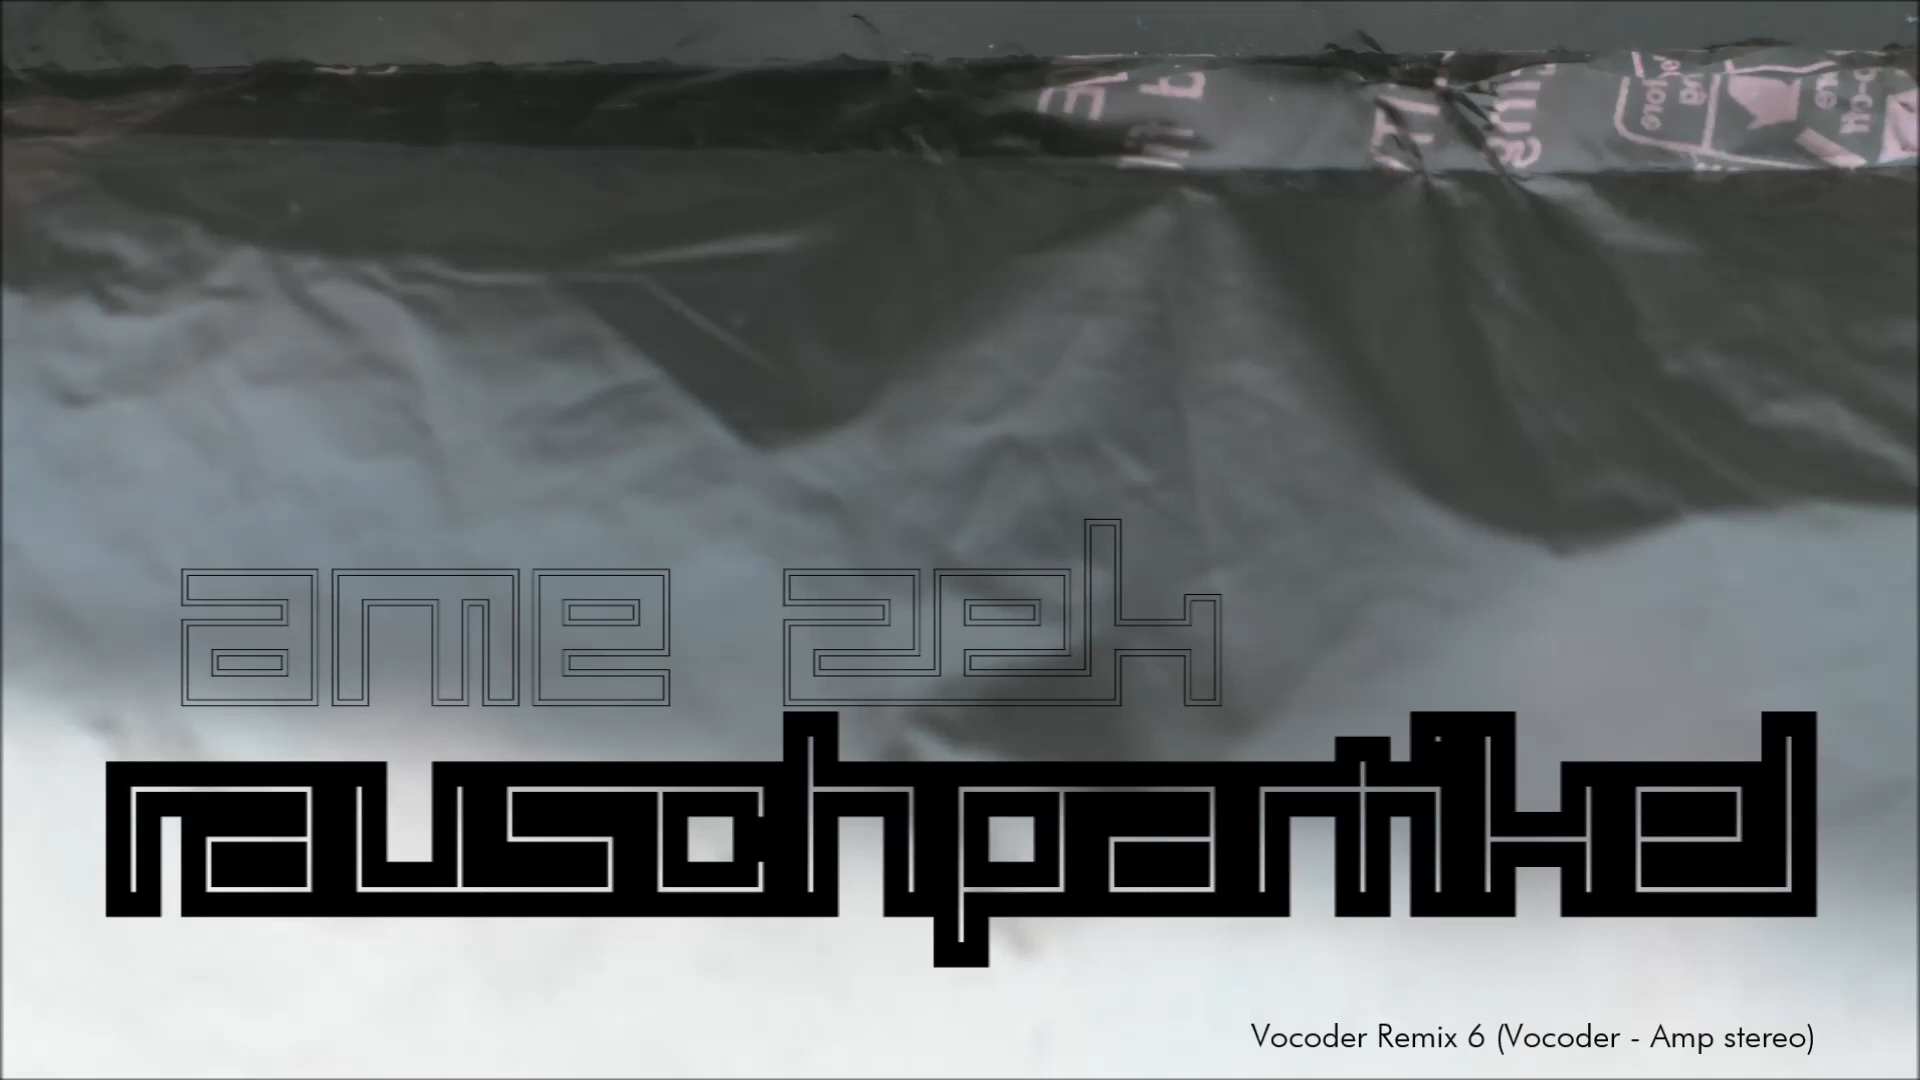 ame zek
rauschpartikel
Vocoder Remix 6 (Vocoder - Amp stereo)